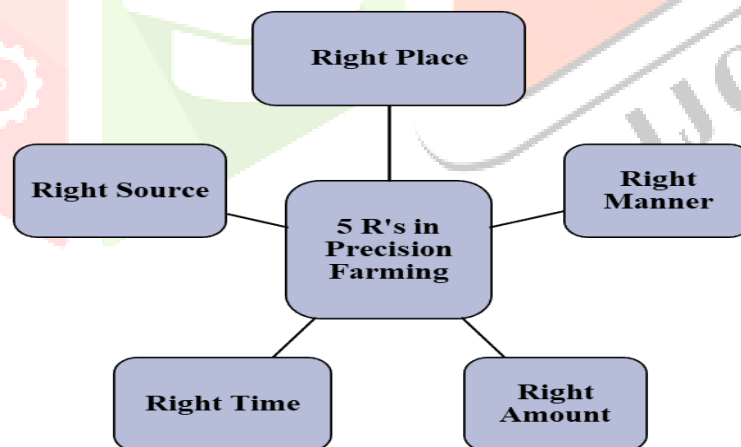 Right Place
Right Source
Right
Manner
5 R's in
Precision
Farming
Right Time
Right
Amount